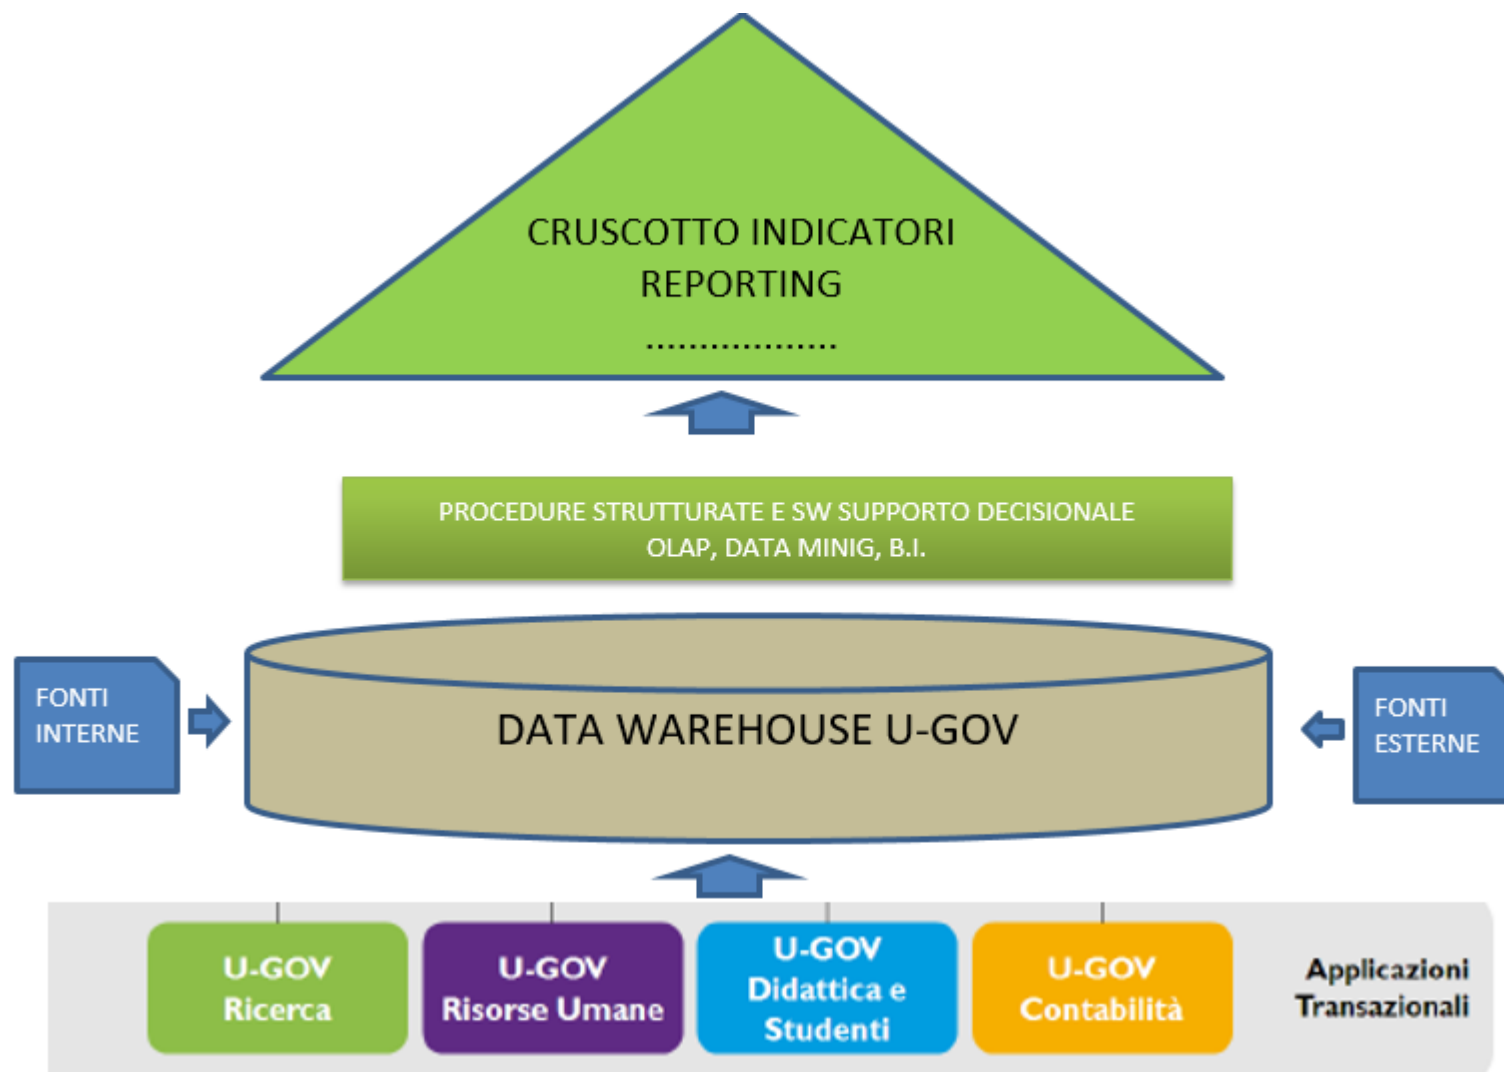 CRUSCOTTO INDICATORI
REPORTING
..................
PROCEDURE STRUTTURATE E SW SUPPORTO DECISIONALE
OLAP, DATA MINIG, B.I.
FONTI
INTERNE
DATA WAREHOUSE U-GOV
FONTI
ESTERNE
U-GOV
Ricerca
U-GOV
Risorse Umane
U-GOV
Didattica e
Studenti
U-GOV
Contabilità
Applicazioni
Transazionali